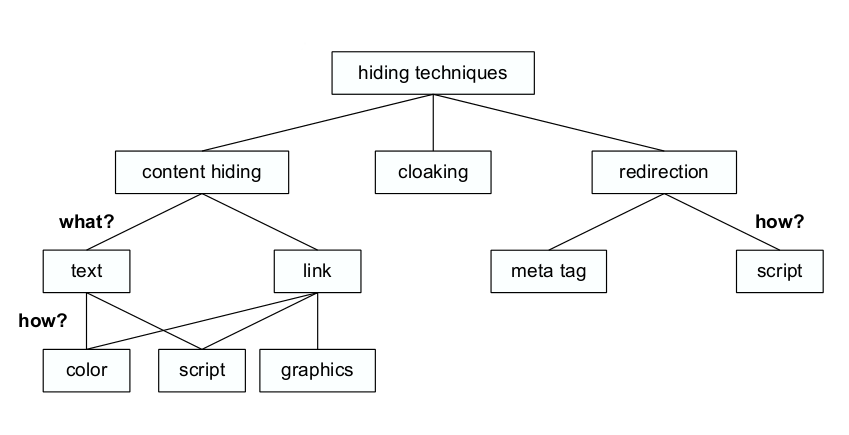 hiding techniques
content hiding
cloaking
redirection
what?
how?
text
link
meta tag
script
how?
color
script
graphics